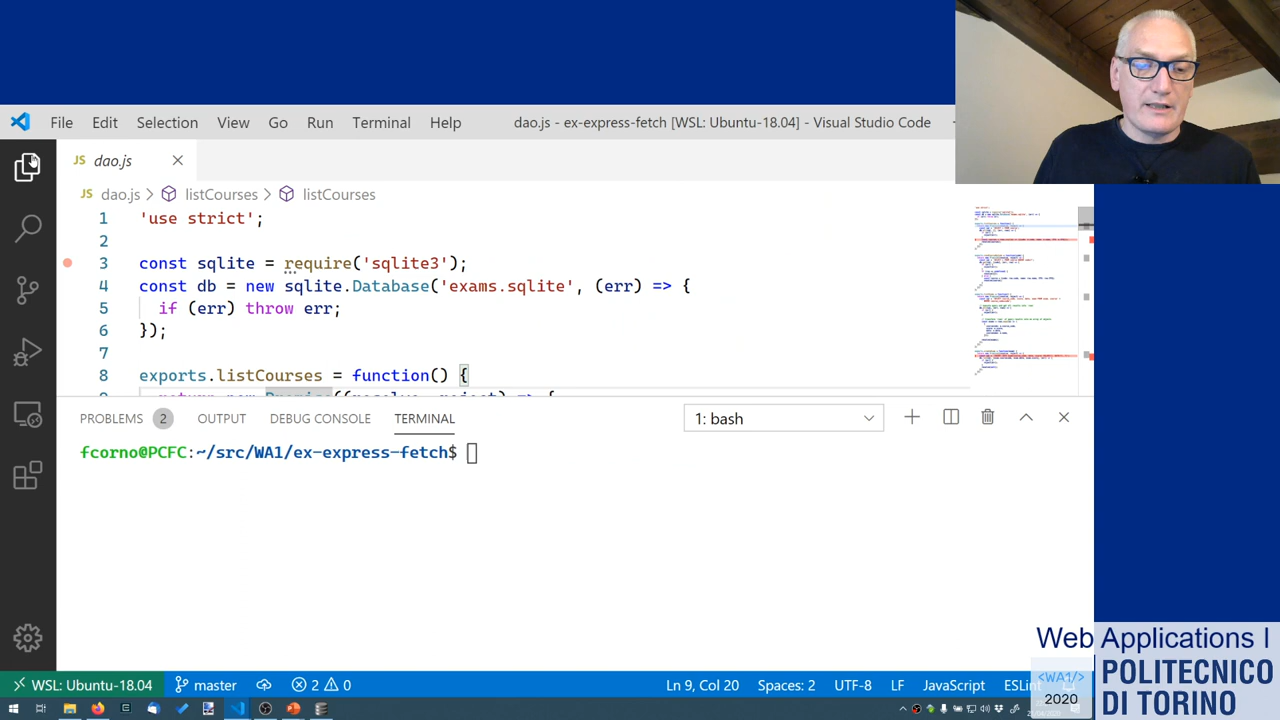 File Edit Selection View Go Run Terminal Help dao.js - ex-express-fetch [WSL: Ubuntu-18.04] - Visual Studio Code
JS dao.js
JS dao.js > listCourses > listCourses
1 'use strict';
2
3 const sqlite = require('sqlite3');
4 const db = new sqlite.Database('exams.sqlite', (err) => {
5 if (err) throw err;
6 });
7
8 exports.listCourses = function() {
PROBLEMS 2 OUTPUT DEBUG CONSOLE TERMINAL 1: bash
fcorno@PCFC:~/src/WA1/ex-express-fetch$
Web Applications I
<WA1/>
2020
POLITECNICO
DI TORINO
WSL: Ubuntu-18.04 master 2 0 Ln 9, Col 20 Spaces: 2 UTF-8 LF JavaScript ESLint